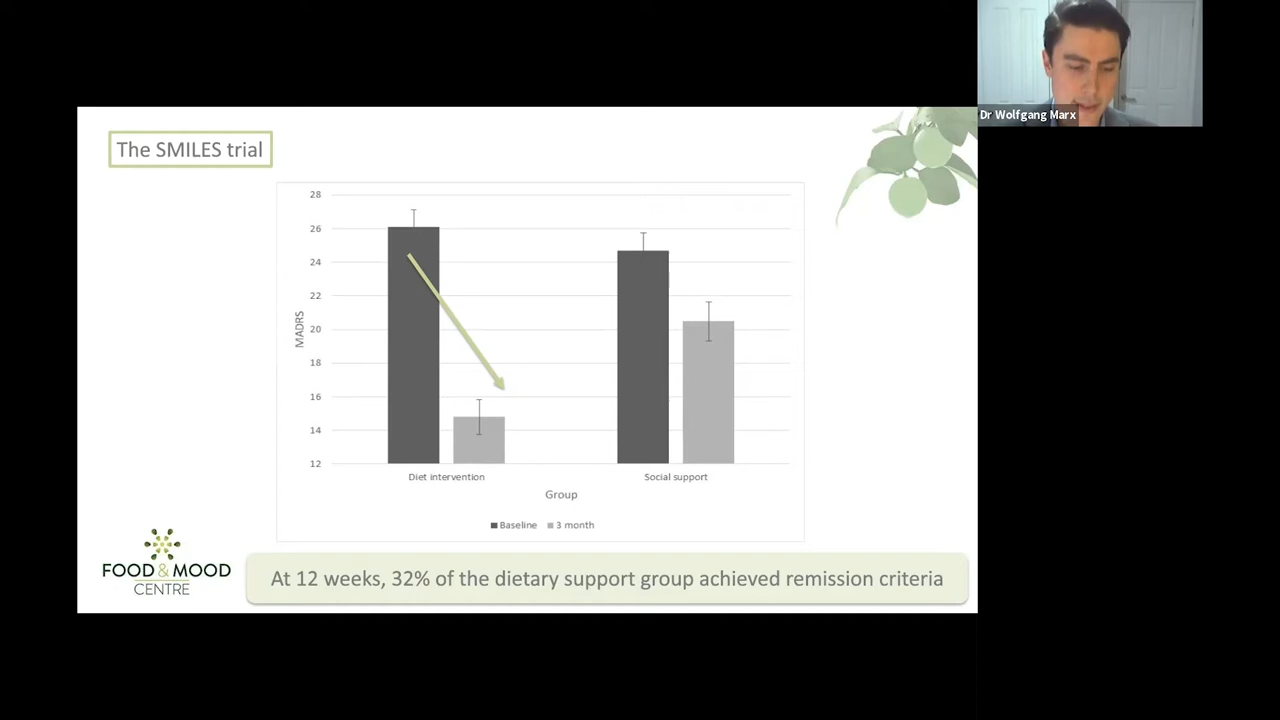 Dr Wolfgang Marx
The SMILES trial
28
26
24
22
20
18
16
14
12
MADRS
Diet intervention
Social support
Group
Baseline
3 month
FOOD & MOOD
CENTRE
At 12 weeks, 32% of the dietary support group achieved remission criteria